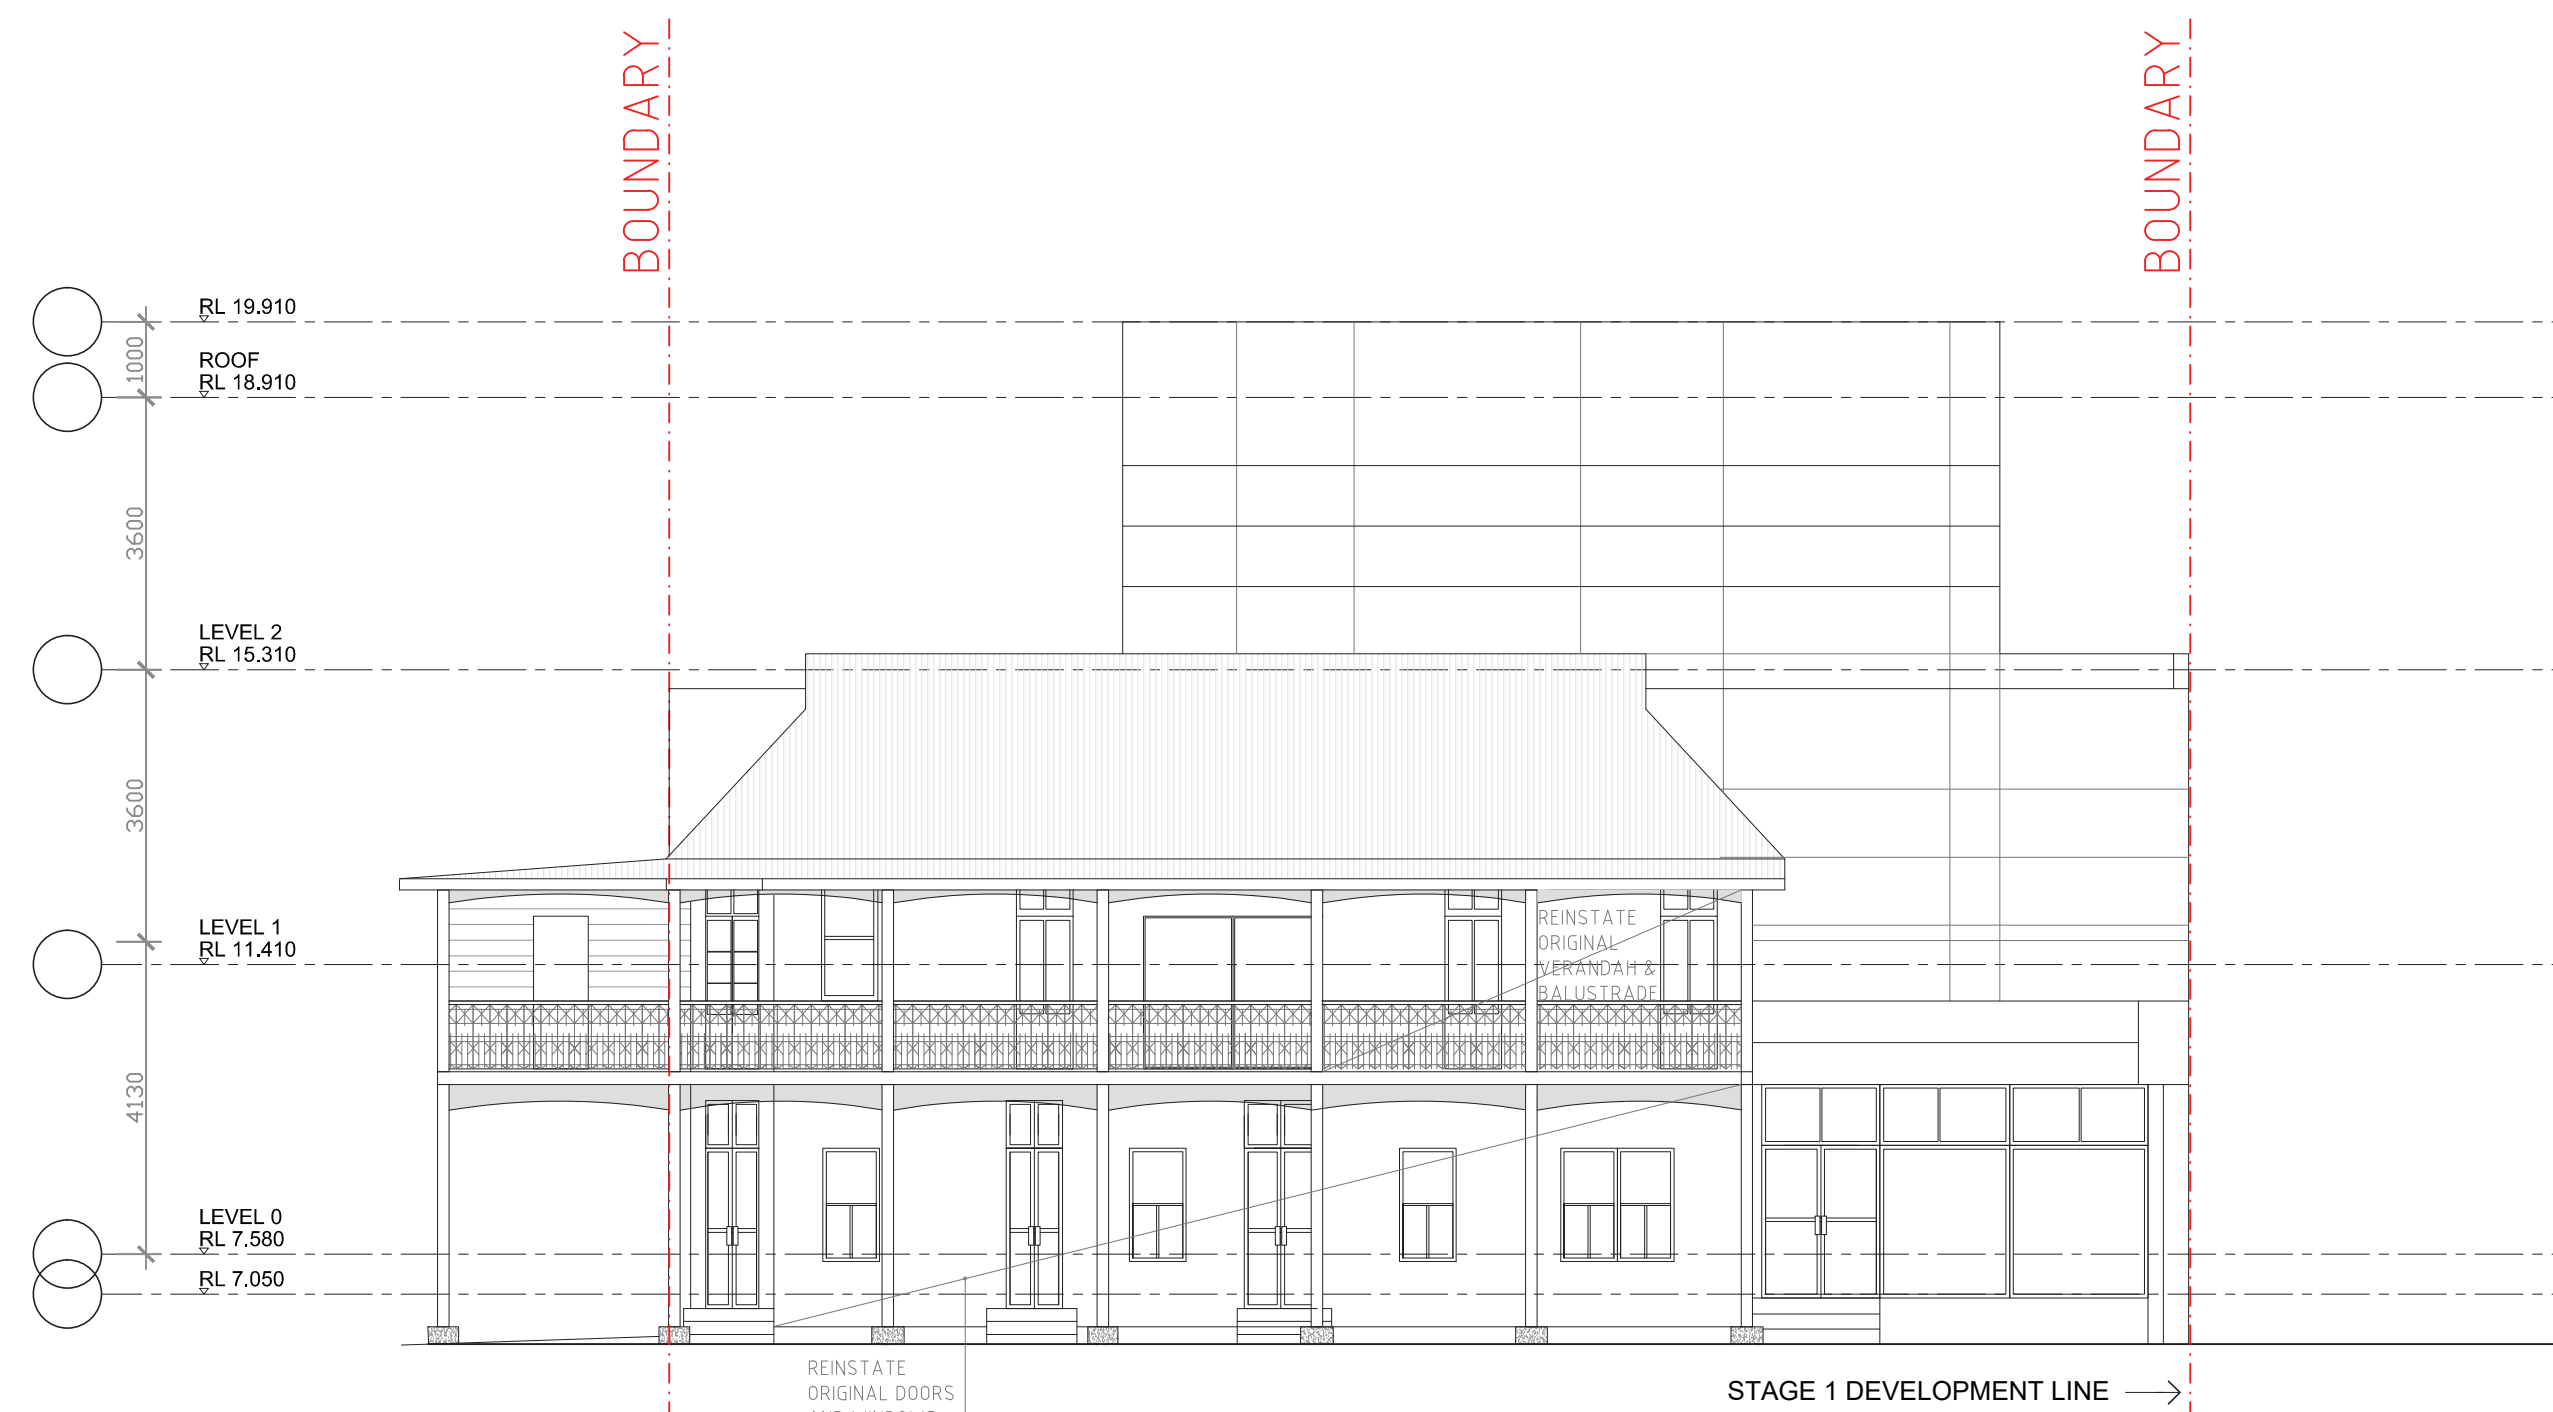 BOUNDARY
BOUNDARY
RL 19.910
1000
ROOF
RL 18.910
3600
LEVEL 2
RL 15.310
3600
REINSTATE
ORIGINAL
VERANDAH &
BALUSTRADE
LEVEL 1
RL 11.410
4130
LEVEL 0
RL 7.580
RL 7.050
REINSTATE
ORIGINAL DOORS
STAGE 1 DEVELOPMENT LINE